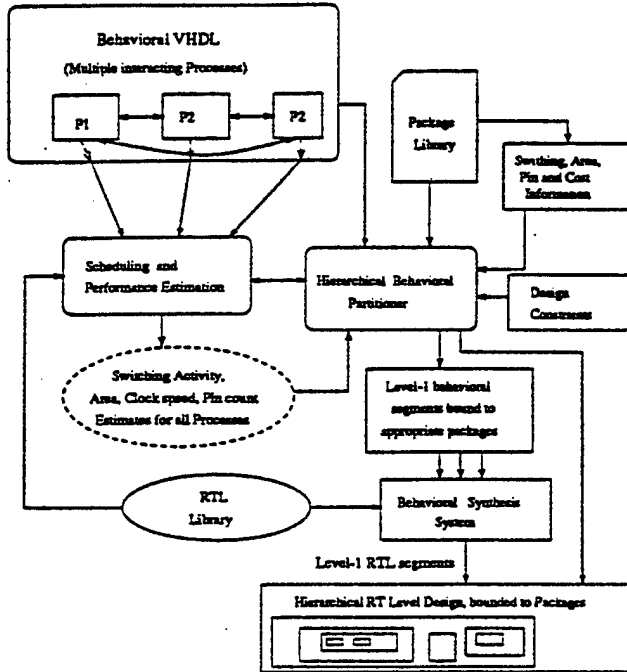 Behavioral VHDL
(Multiple interacting Processes)
P1
P2
P2
Package
Library
Swithing, Area,
Pin and Cost
Information
Scheduling and
Performance Estimation
Hierarchical Behavioral
Partitioner
Design
Constraints
Switching Activity,
Area, Clock speed, Pin count
Estimates for all Processes
Level-1 behavioral
segments bound to
appropriate packages
RTL
Library
Behavioral Synthesis
System
Level-1 RTL segments
Hierarchical RT Level Design, bounded to Packages